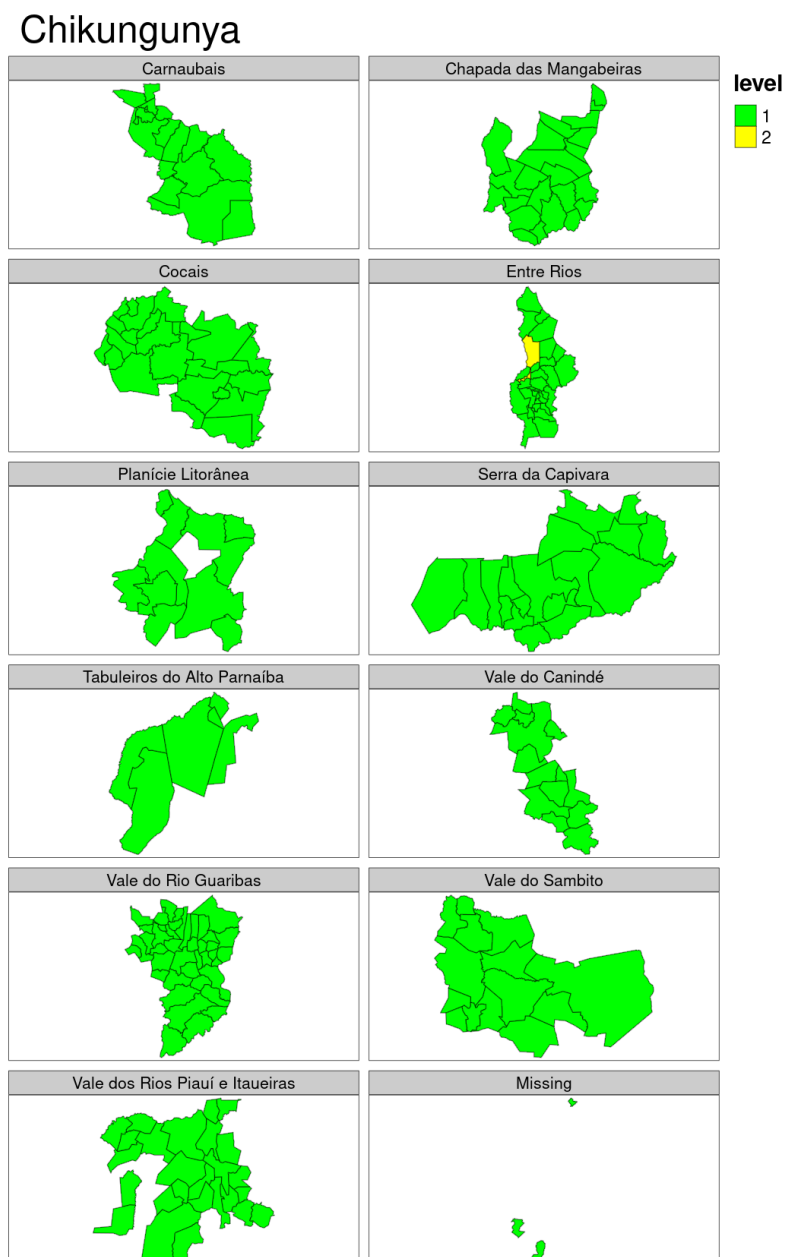 Chikungunya
Carnaubais
Chapada das Mangabeiras
level
1
2
Cocais
Entre Rios
Planície Litorânea
Serra da Capivara
Tabuleiros do Alto Parnaíba
Vale do Canindé
Vale do Rio Guaribas
Vale do Sambito
Vale dos Rios Piauí e Itaueiras
Missing